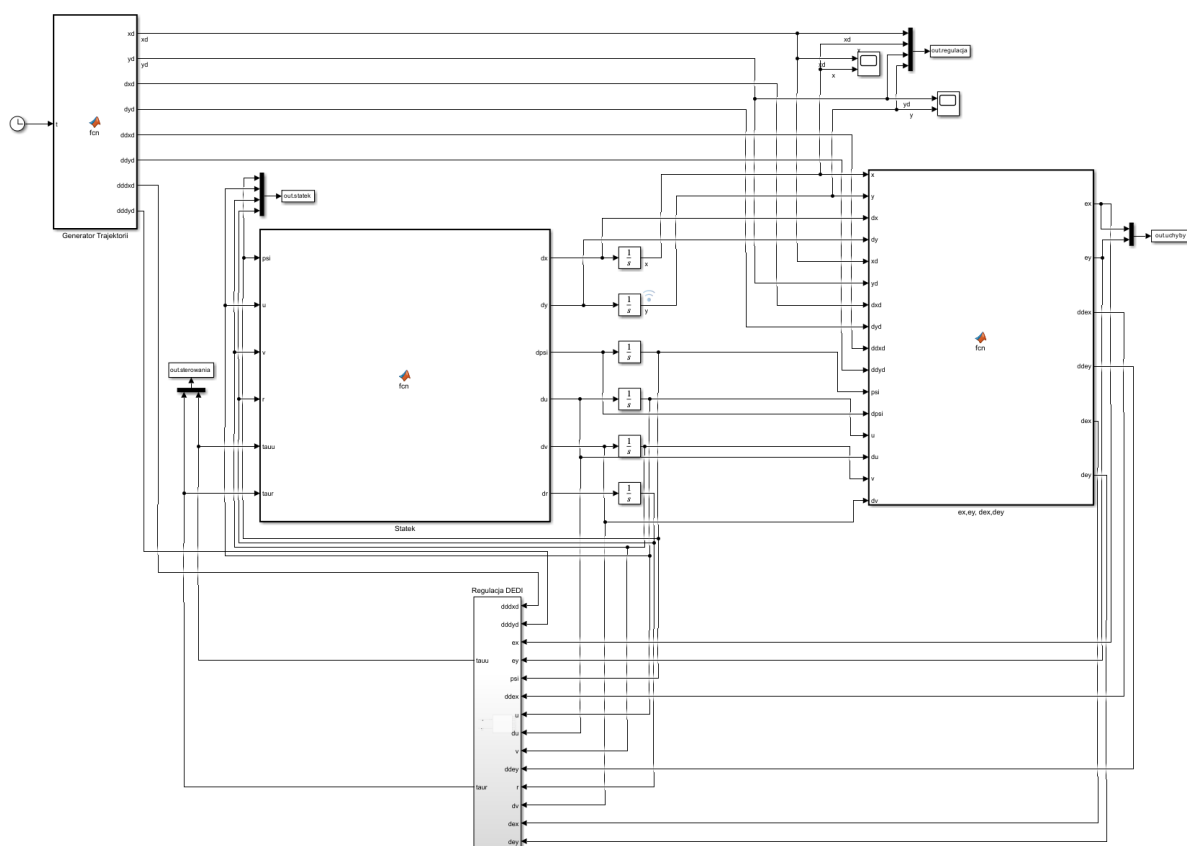 xd
xd
yd
yd
dxd
dyd
ddxd
ddyd
dddxd
dddyd
t
fcn
Generator Trajektorii
xd
xd
x
x
out.regulacja
yd
y
out.statek
psi
u
v
r
tauu
taur
fcn
dx
dy
dpsi
du
dv
dr
Statek
1
s
x
1
s
y
1
s
1
s
1
s
1
s
out.sterowania
x
y
dx
dy
xd
yd
dxd
dyd
ddxd
ddyd
psi
dpsi
u
du
v
dv
fcn
ex
ey
ddex
ddey
dex
dey
ex,ey, dex,dey
out.uchyby
Regulacja DEDI
dddxd
dddyd
ex
ey
psi
ddex
u
du
v
ddey
r
dv
dex
dey
tauu
taur